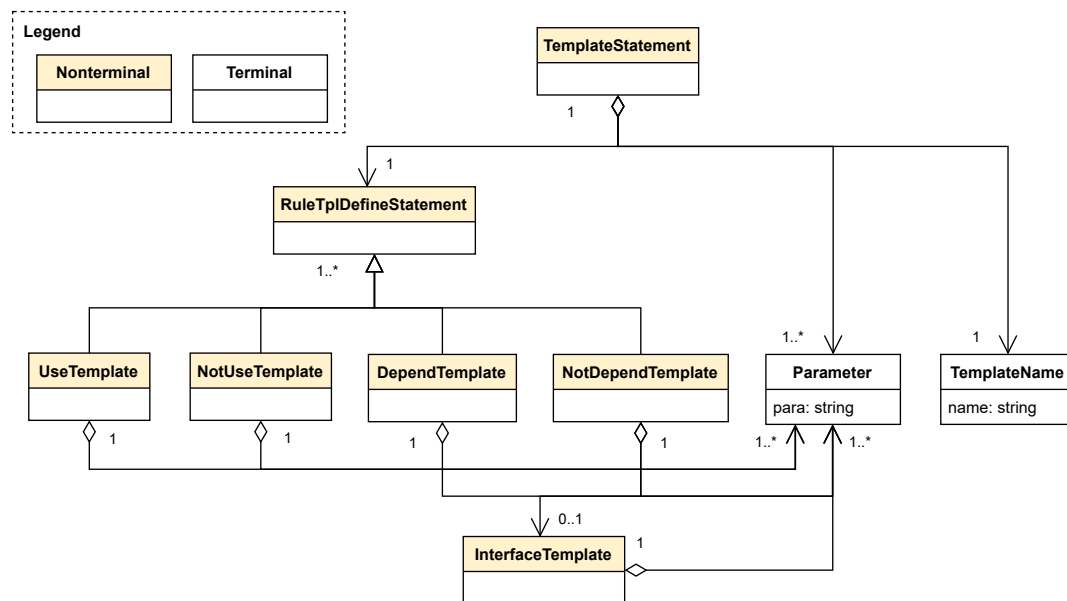 Legend
Nonterminal
Terminal
TemplateStatement
1
1
RuleTplDefineStatement
1..*
1..*
1
UseTemplate
NotUseTemplate
DependTemplate
NotDependTemplate
Parameter
TemplateName
para: string
name: string
1
1
1
1
1..*
1..*
0..1
InterfaceTemplate
1